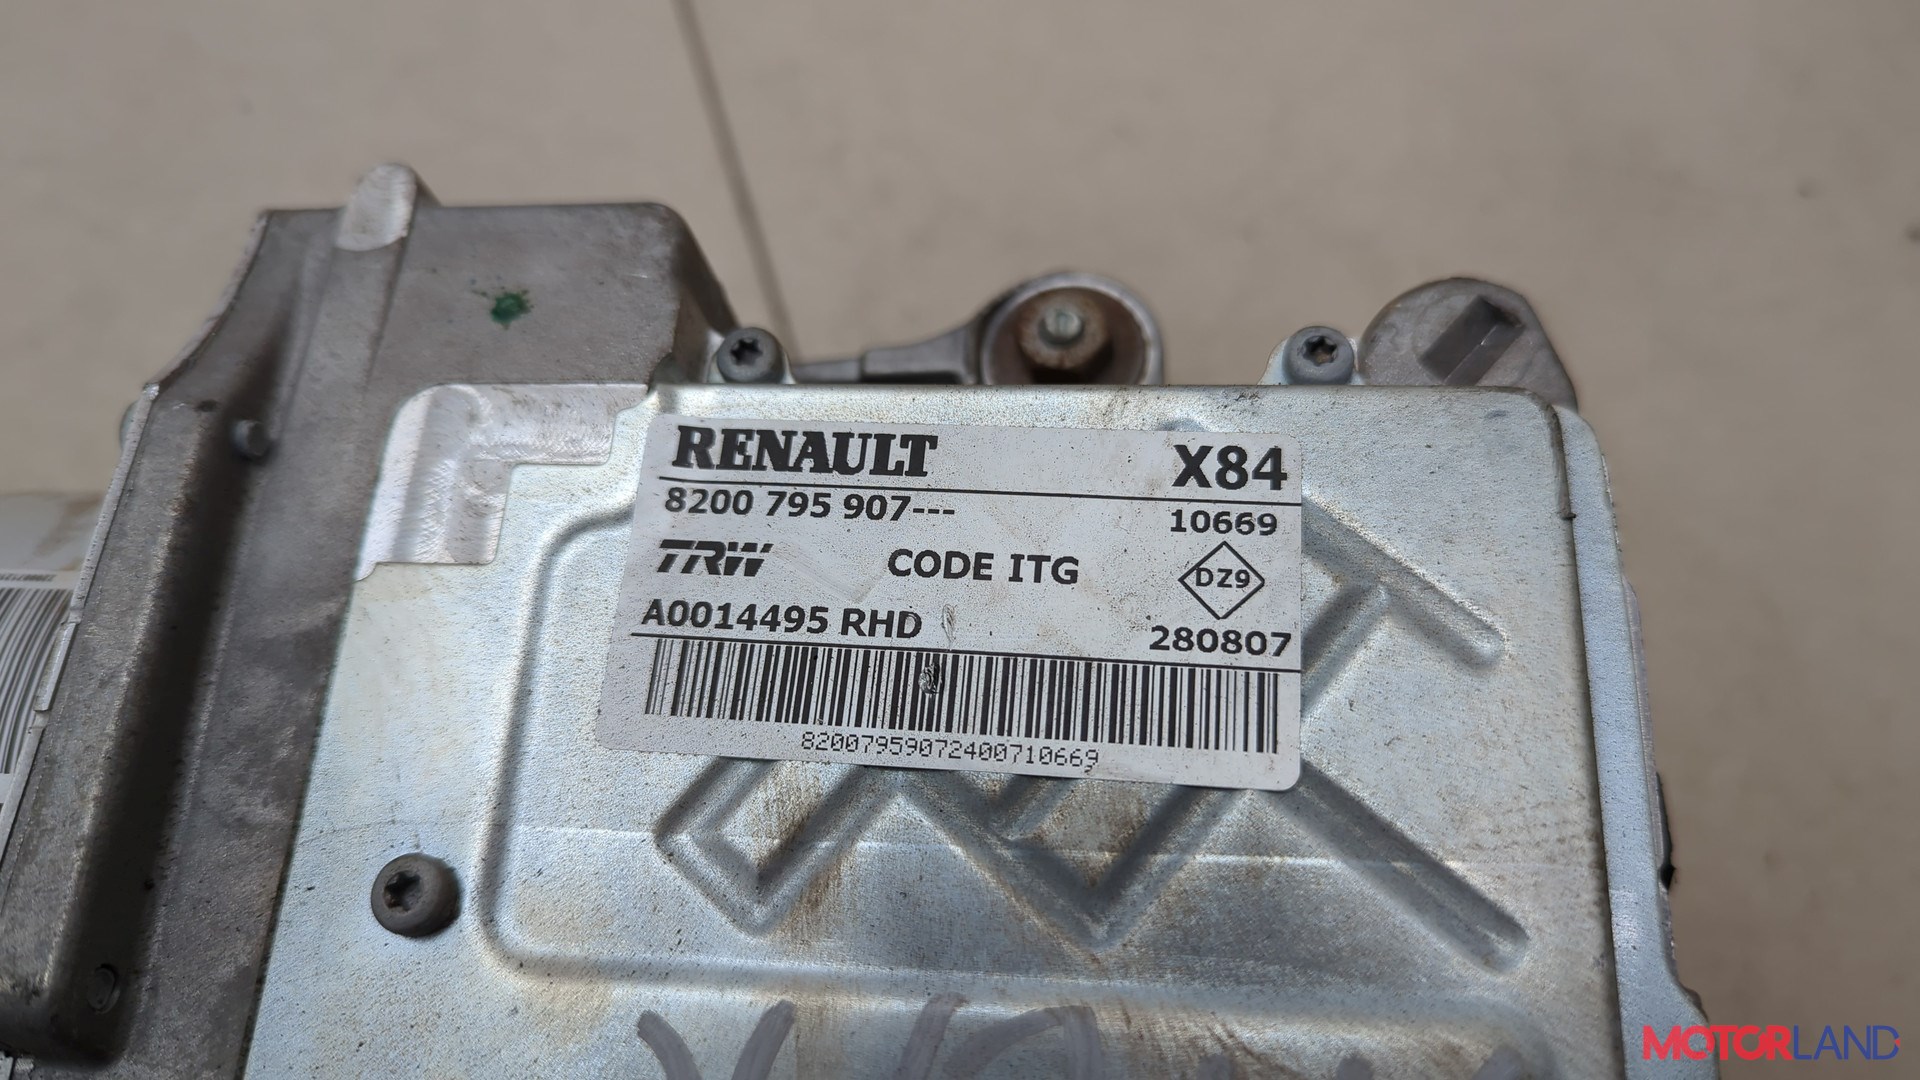 RENAULT X84
8200 795 907--- 10669
TRW CODE ITG DZ9
A0014495 RHD 280807
82007959072400710669
MOTORLAND